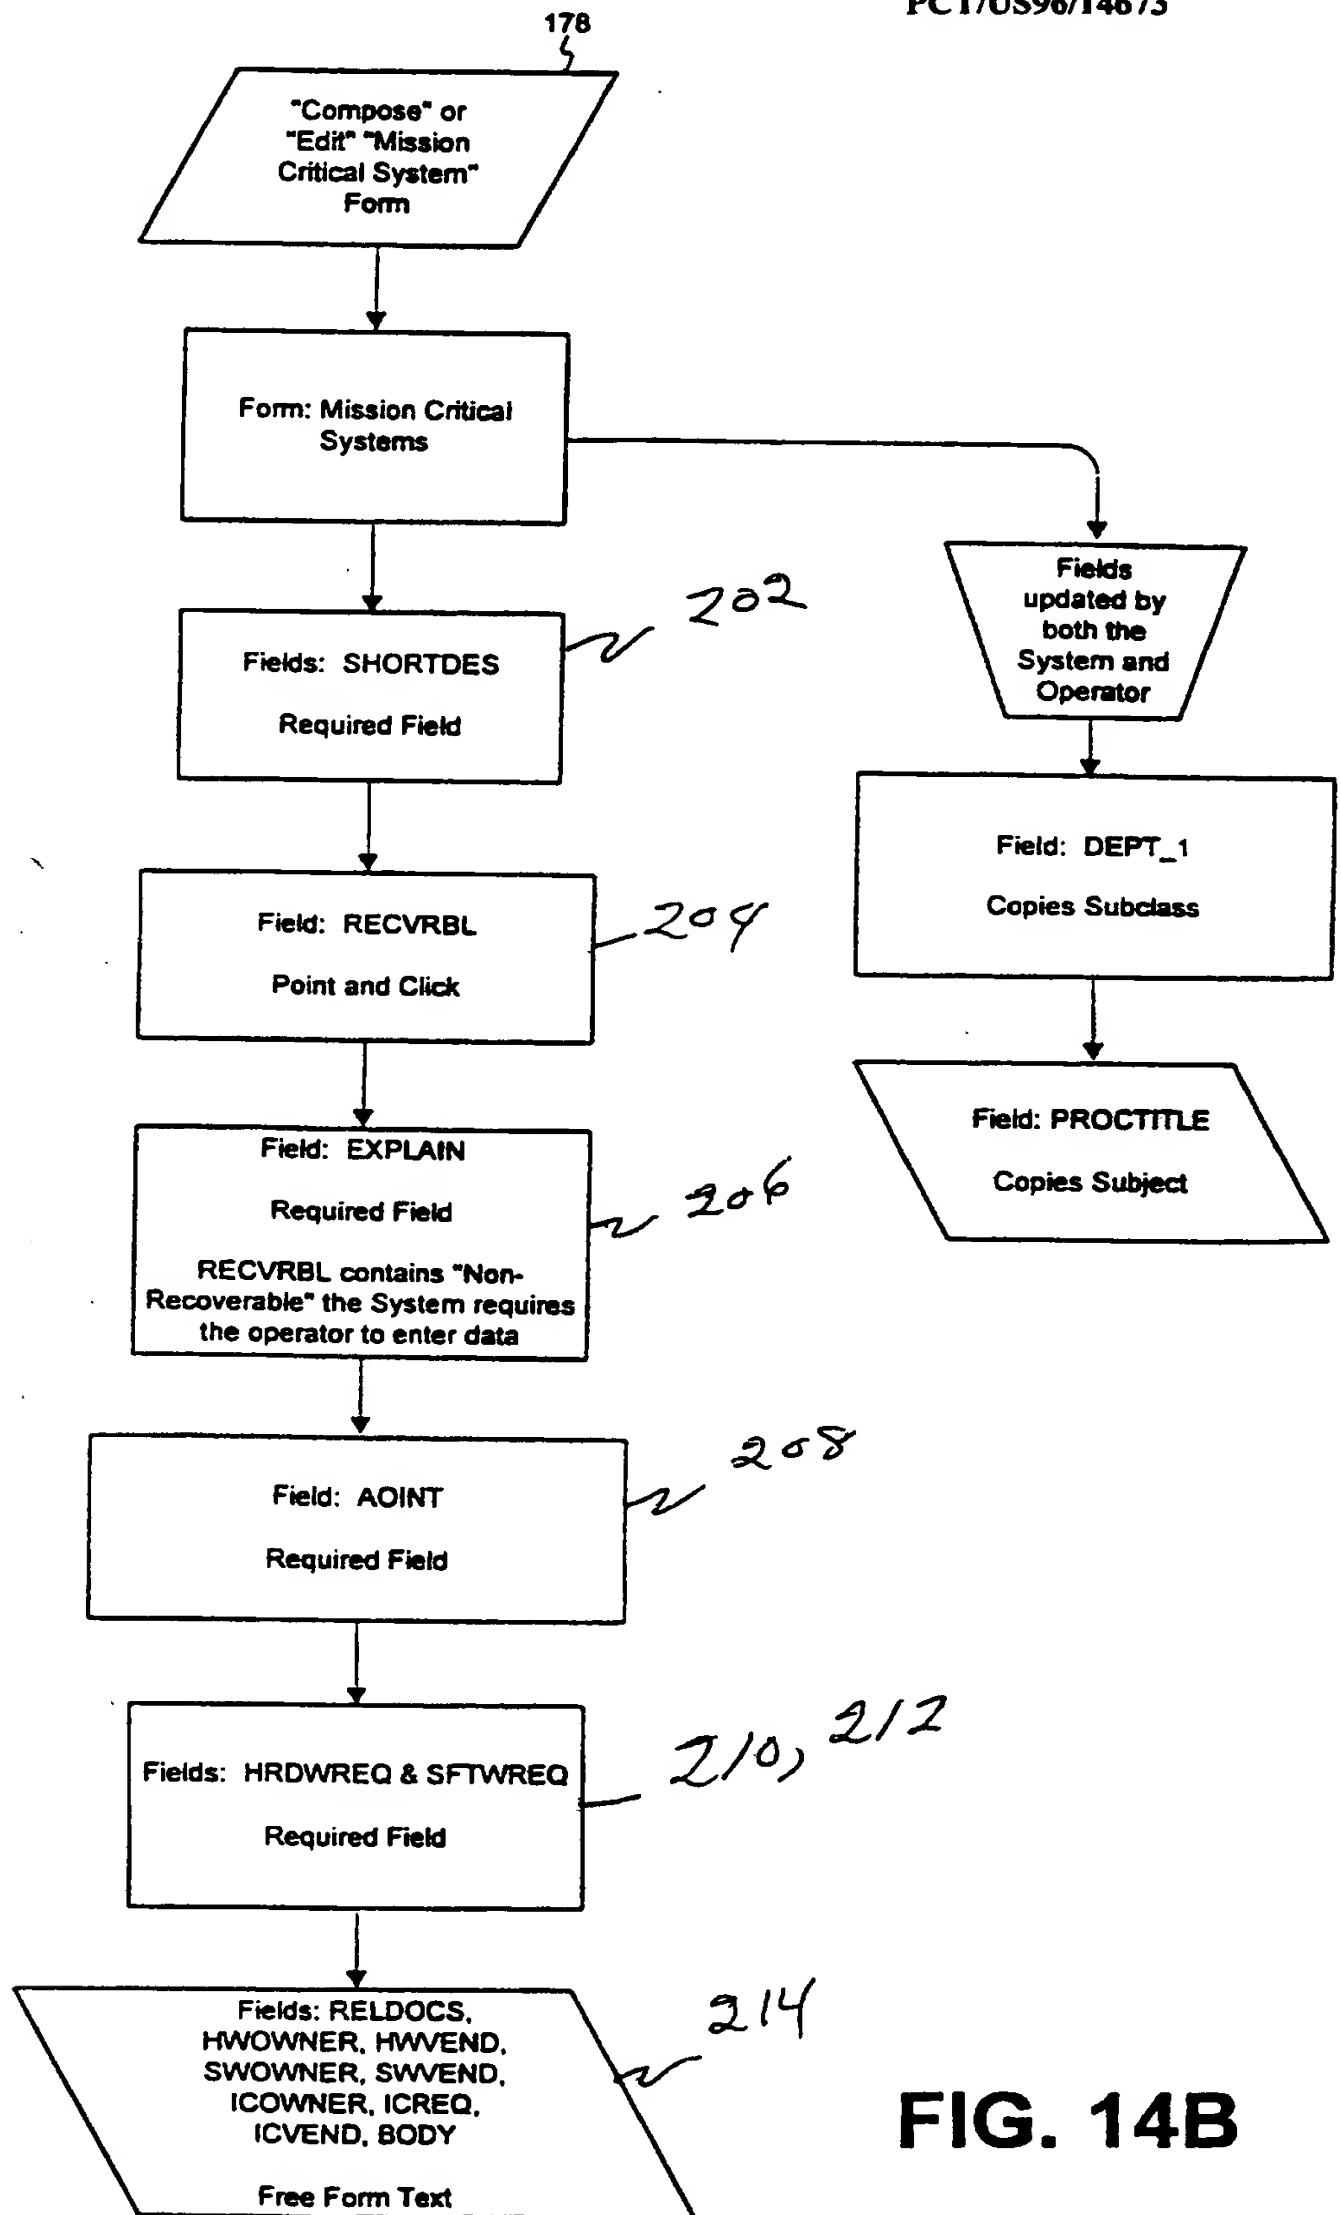 PCT/US96/14673
178
"Compose" or
"Edit" "Mission
Critical System"
Form
Form: Mission Critical
Systems
Fields: SHORTDES
Required Field
202
Field: RECVRBL
Point and Click
204
Field: EXPLAIN
Required Field
RECVRBL contains "Non-
Recoverable" the System requires
the operator to enter data
206
Field: AOINT
Required Field
208
Fields: HRDWREQ & SFTWREQ
Required Field
210, 212
Fields: RELDOCS,
HWOWNER, HWVEND,
SWOWNER, SWVEND,
ICOWNER, ICREQ,
ICVEND, BODY
Free Form Text
214
Fields
updated by
both the
System and
Operator
Field: DEPT_1
Copies Subclass
Field: PROCTITLE
Copies Subject
FIG. 14B